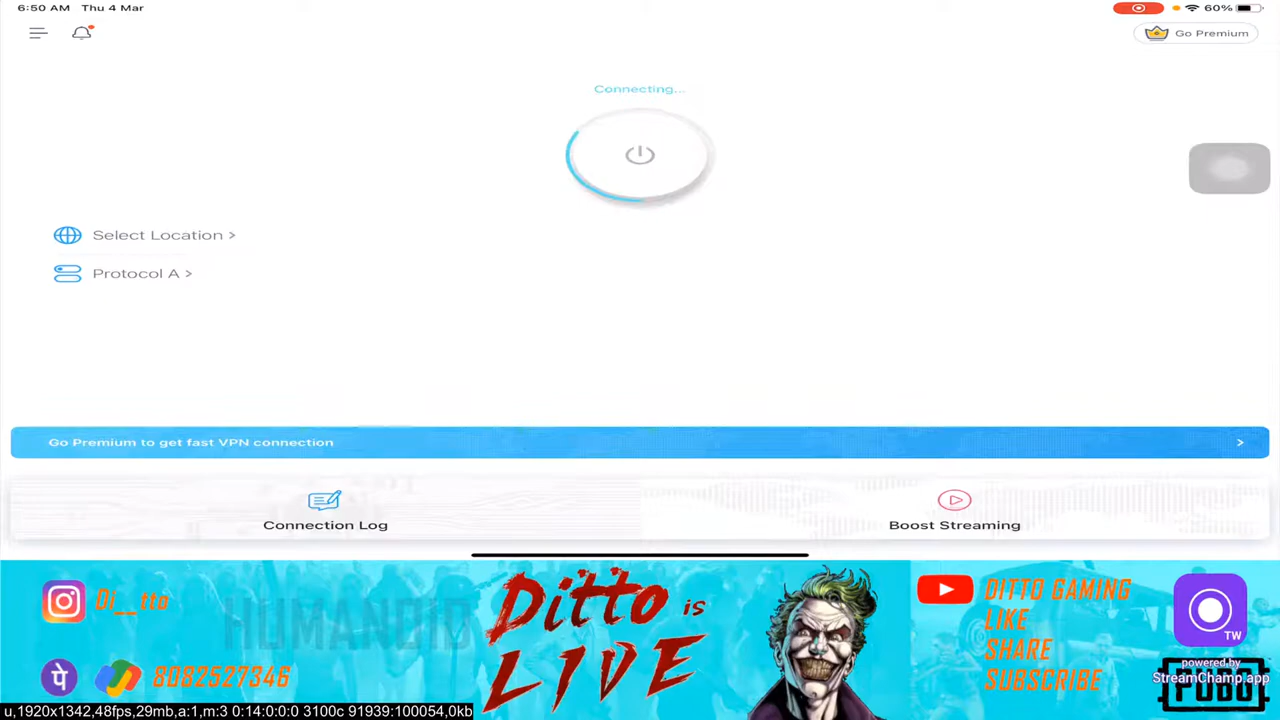 6:50 AM Thu 4 Mar
60%
Go Premium
Connecting...
Select Location >
Protocol A >
Go Premium to get fast VPN connection >
Connection Log
Boost Streaming
Di__tto
HUMANOID
8082527346
Ditto is
LIVE
DITTO GAMING
LIKE
SHARE
SUBSCRIBE
TW
powered by
StreamChamp.app
PUBG
u,1920x1342,48fps,29mb,a:1,m:3 0:14:0:0:0 3100c 91939:100054,0kb